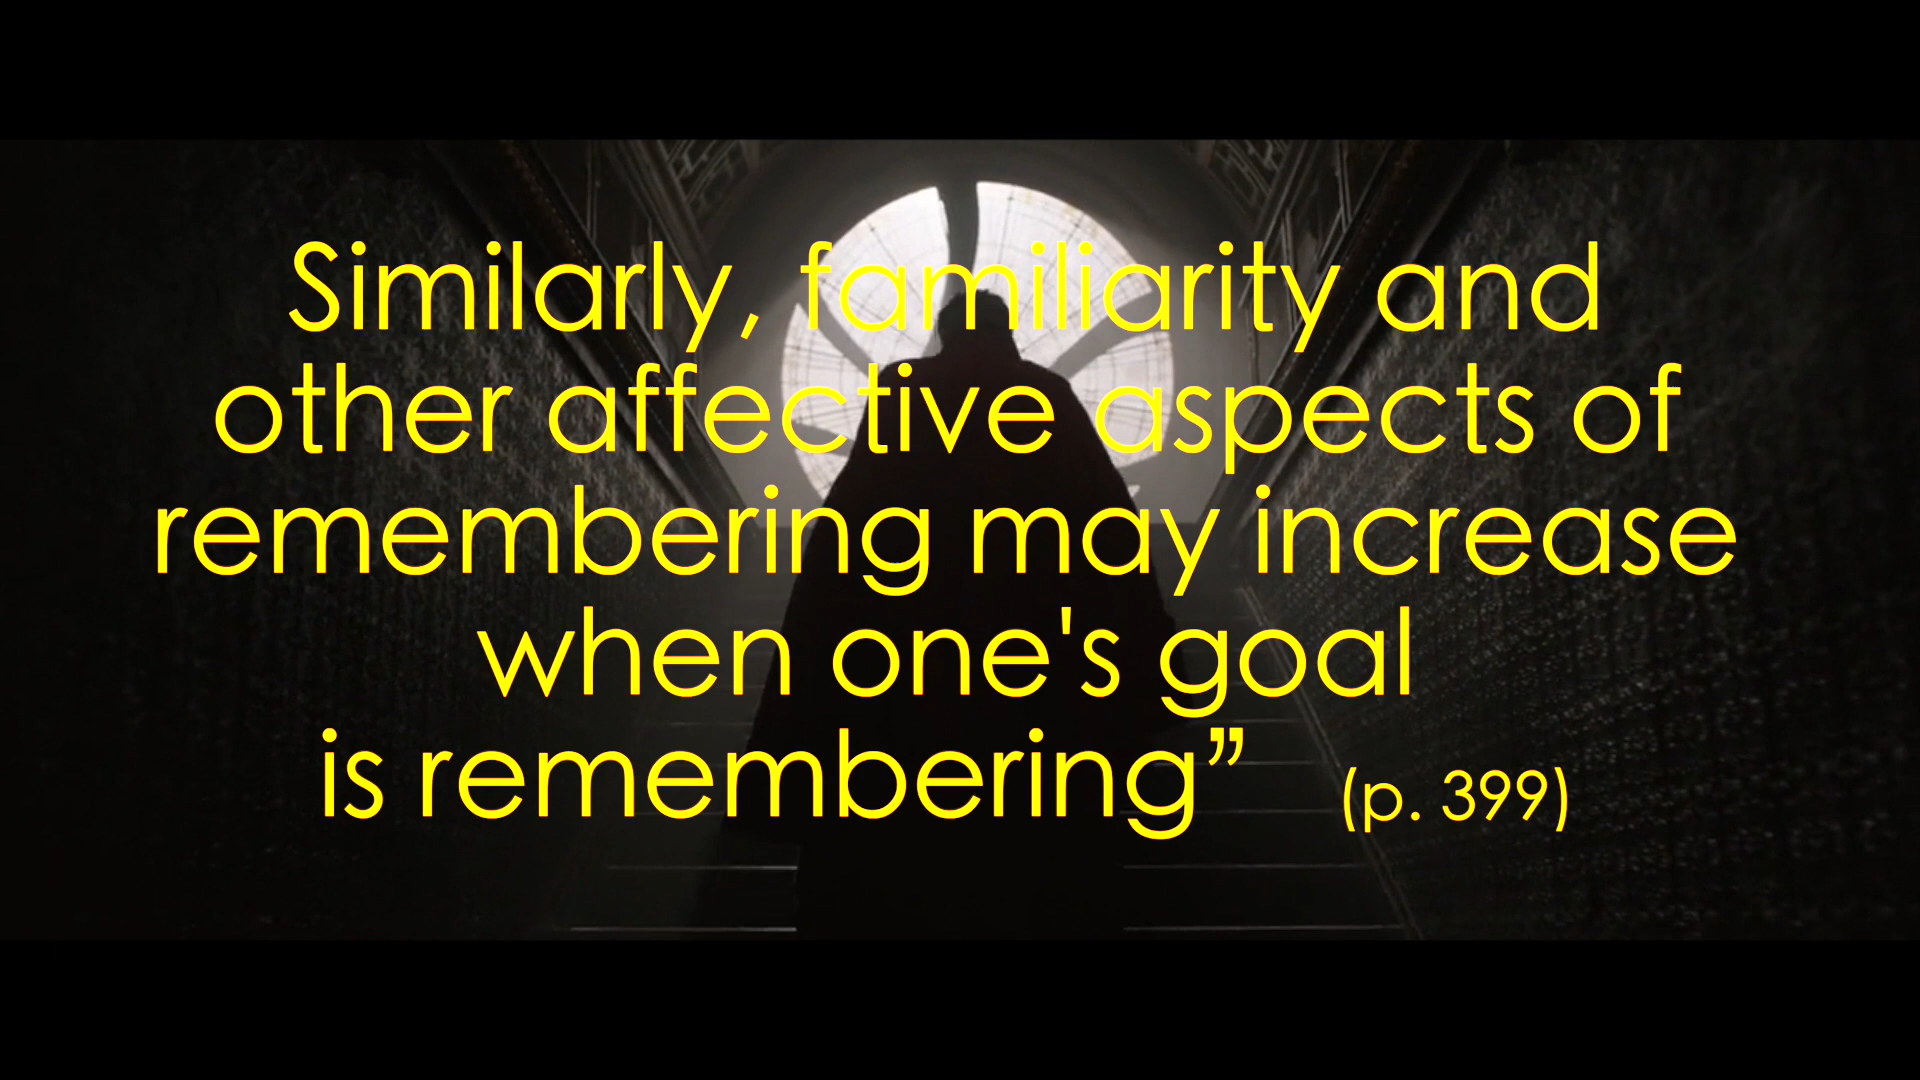 Similarly, familiarity and
other affective aspects of
remembering may increase
when one's goal
is remembering” (p. 399)